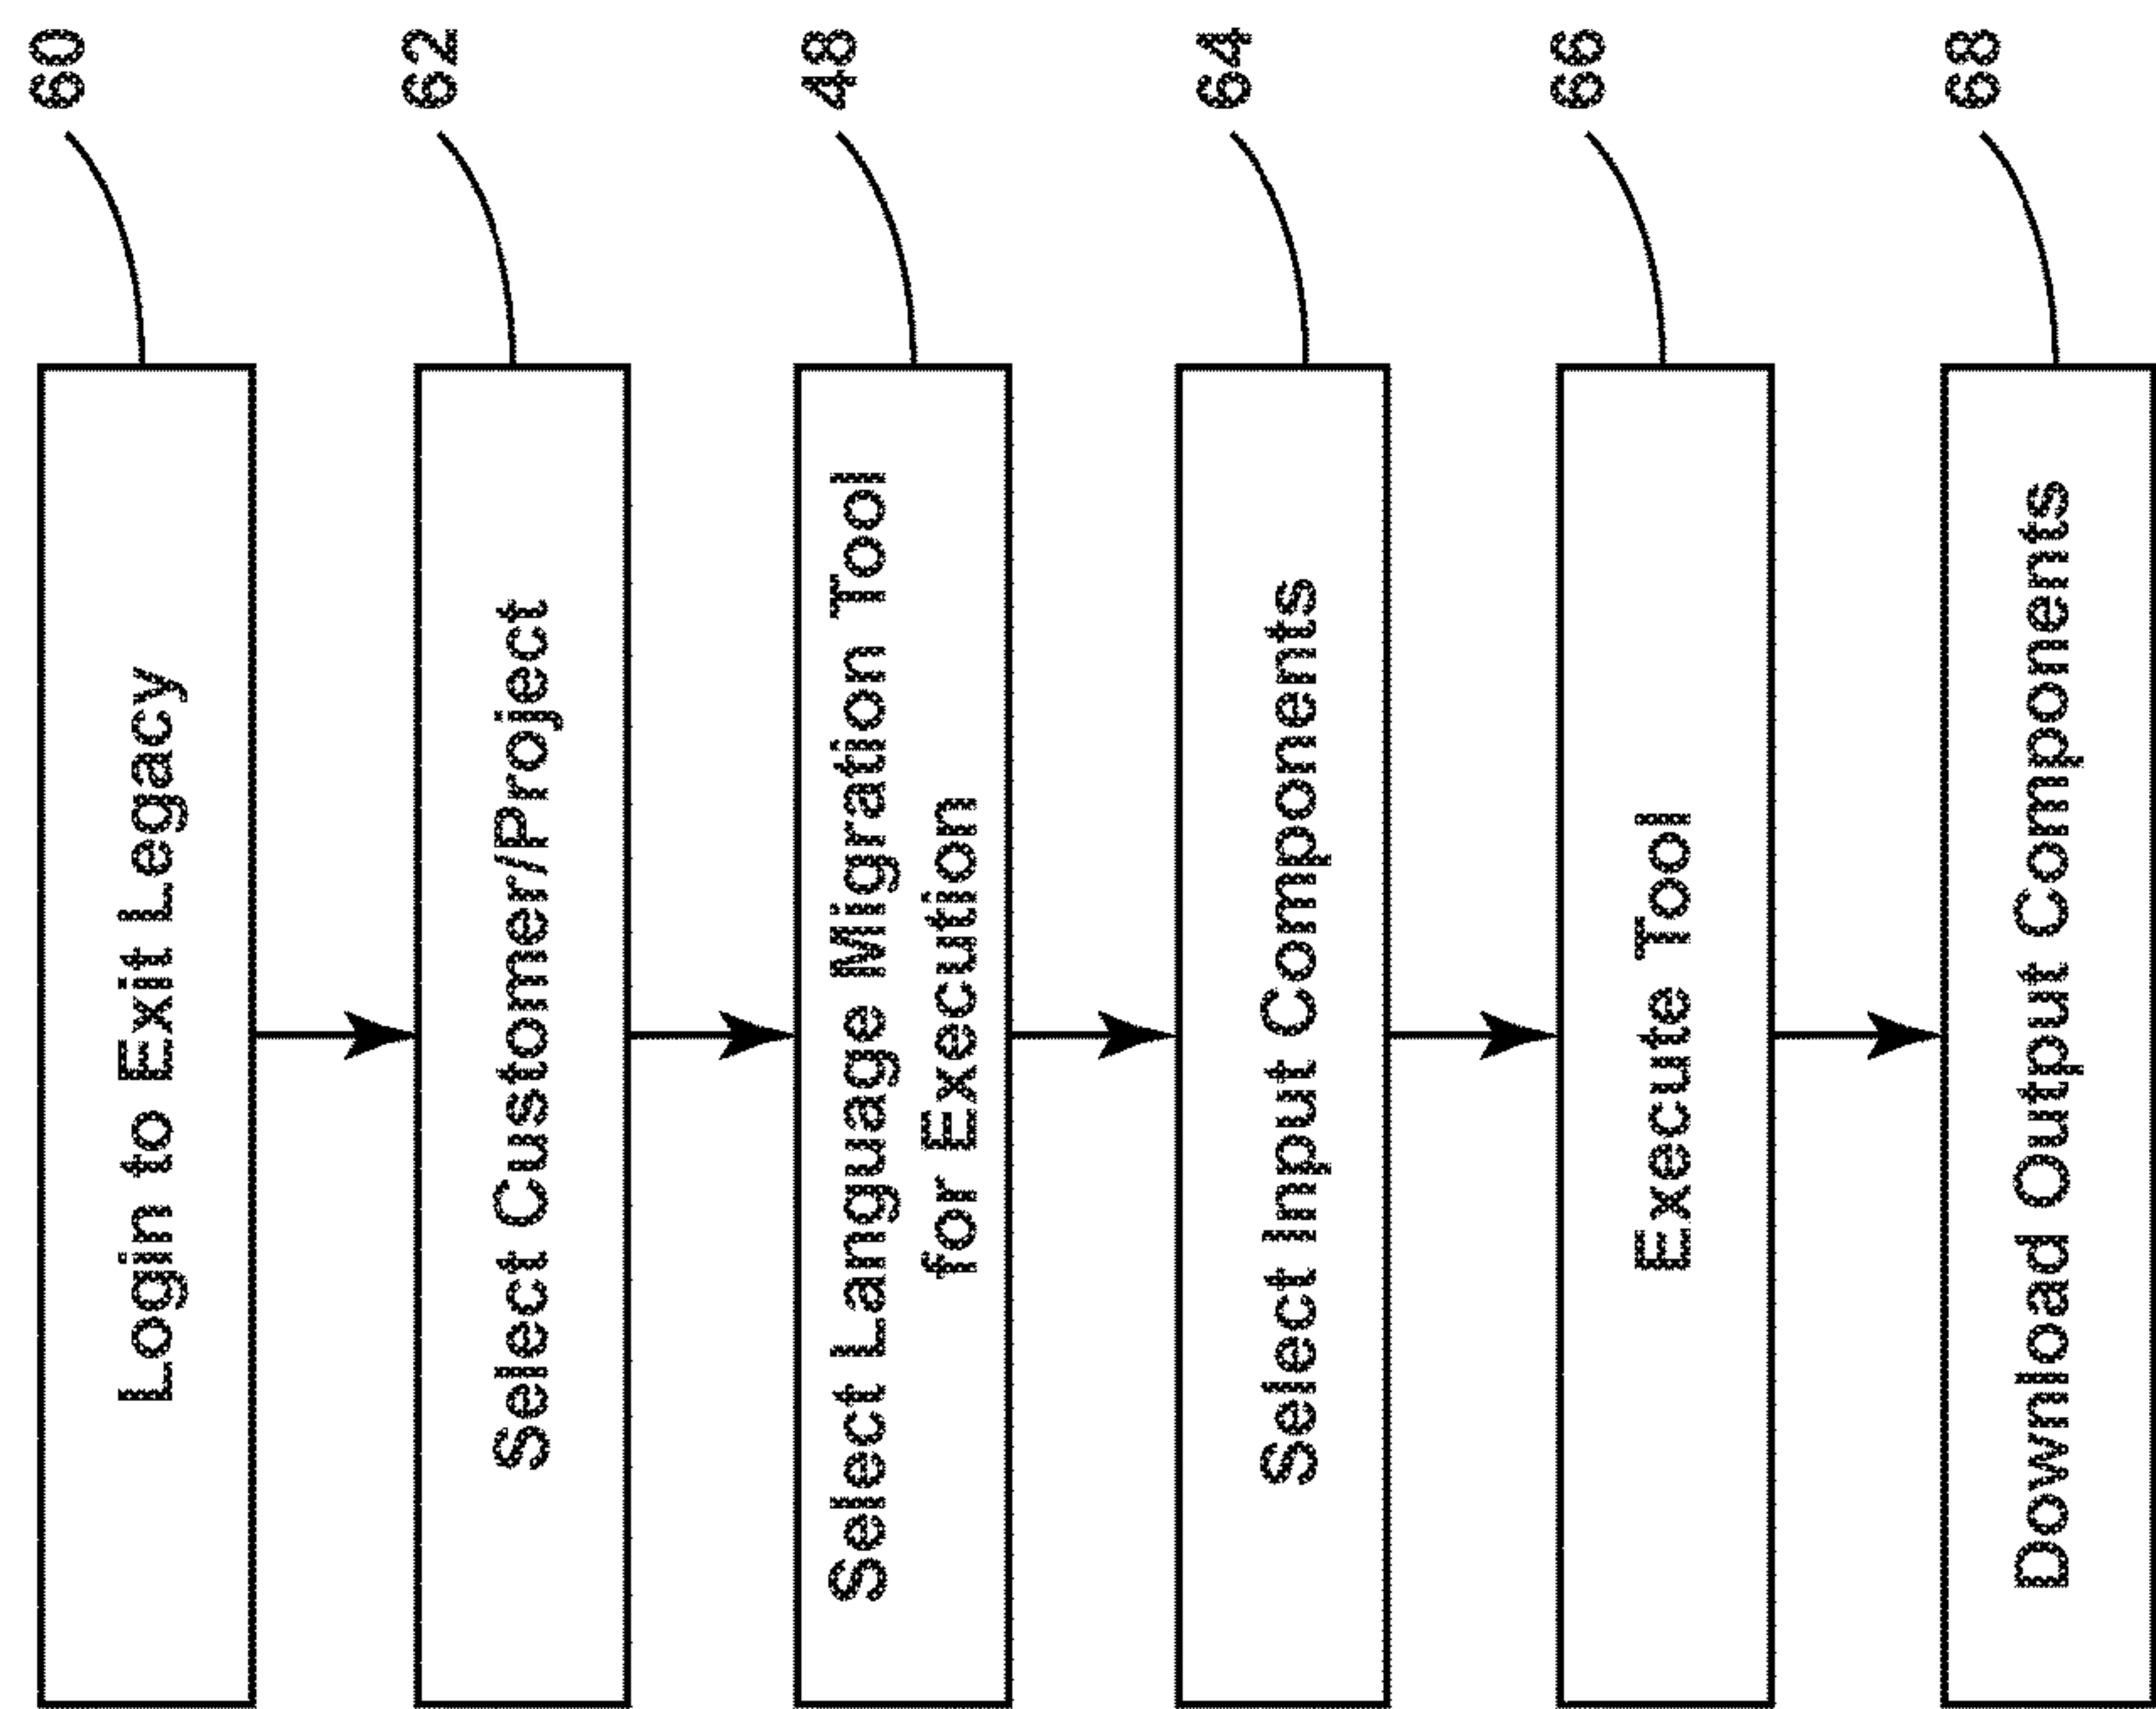 Login to Exit Legacy
60
Select Customer/Project
62
Select Language Migration Tool
for Execution
48
Select Input Components
64
Execute Tool
66
Download Output Components
68